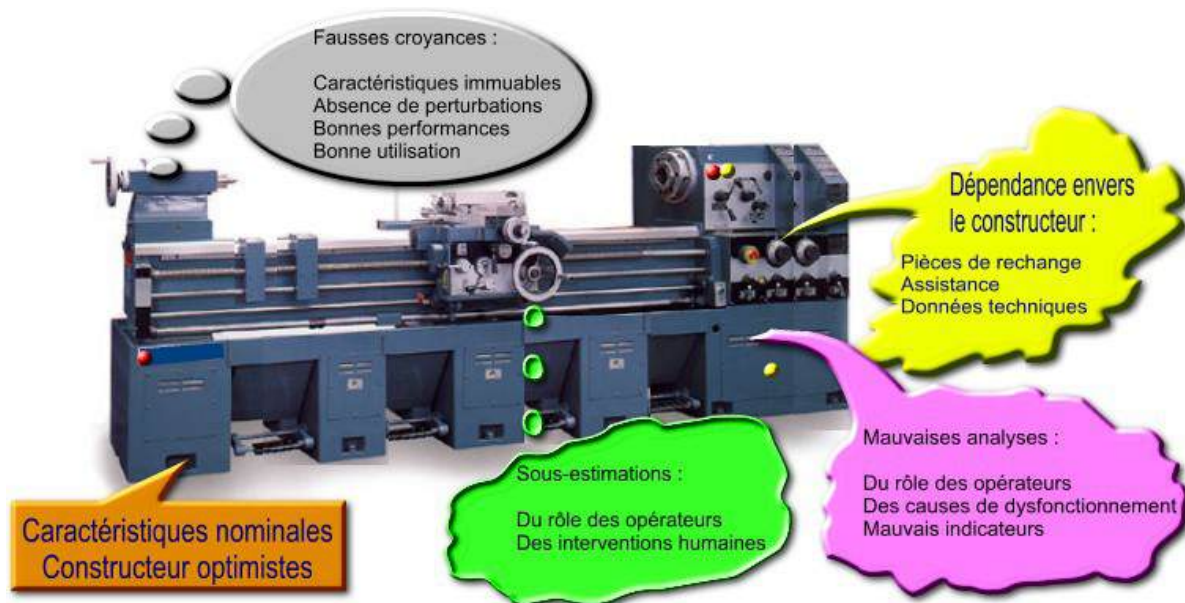 Fausses croyances :
Caractéristiques immuables
Absence de perturbations
Bonnes performances
Bonne utilisation
Dépendance envers
le constructeur :
Pièces de rechange
Assistance
Données techniques
Mauvaises analyses :
Du rôle des opérateurs
Des causes de dysfonctionnement
Mauvais indicateurs
Sous-estimations :
Du rôle des opérateurs
Des interventions humaines
Caractéristiques nominales
Constructeur optimistes